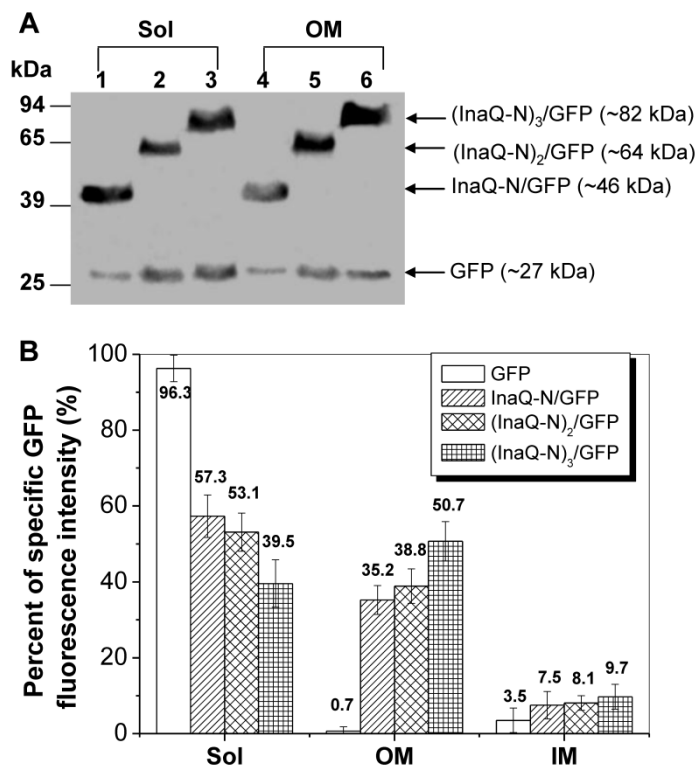 A
Sol OM
kDa
1 2 3 4 5 6
94
65
39
25
(InaQ-N)3/GFP (~82 kDa)
(InaQ-N)2/GFP (~64 kDa)
InaQ-N/GFP (~46 kDa)
GFP (~27 kDa)
B
Percent of specific GFP
fluorescence intensity (%)
100
80
60
40
20
0
GFP
InaQ-N/GFP
(InaQ-N)2/GFP
(InaQ-N)3/GFP
96.3
57.3
53.1
39.5
0.7
35.2
38.8
50.7
3.5
7.5
8.1
9.7
Sol OM IM